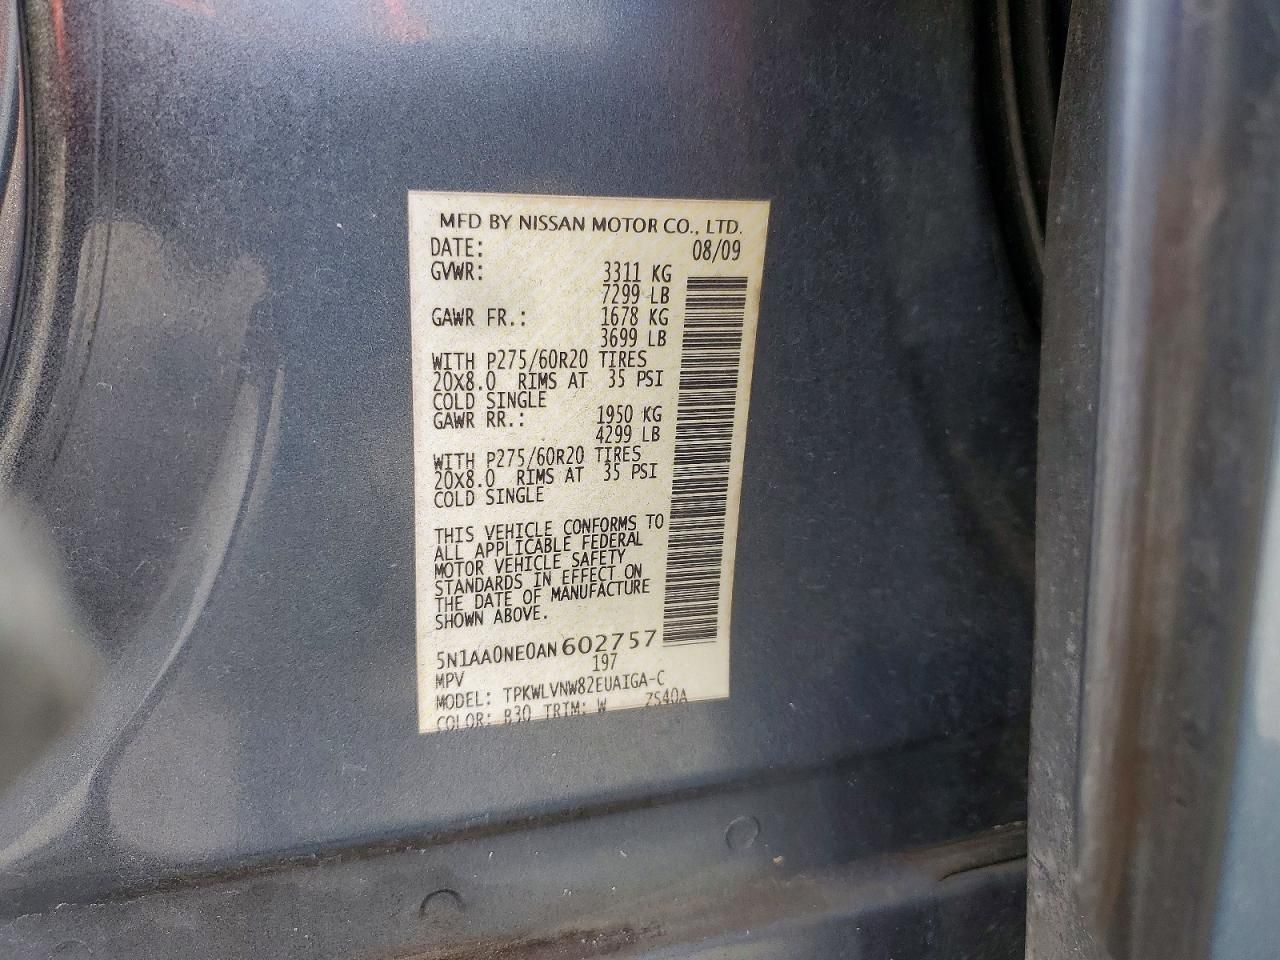 MFD BY NISSAN MOTOR CO., LTD.
DATE: 08/09
GVWR: 3311 KG
7299 LB
GAWR FR.: 1678 KG
3699 LB
WITH P275/60R20 TIRES
20X8.0 RIMS AT 35 PSI
COLD SINGLE
GAWR RR.: 1950 KG
4299 LB
WITH P275/60R20 TIRES
20X8.0 RIMS AT 35 PSI
COLD SINGLE
THIS VEHICLE CONFORMS TO
ALL APPLICABLE FEDERAL
MOTOR VEHICLE SAFETY
STANDARDS IN EFFECT ON
THE DATE OF MANUFACTURE
SHOWN ABOVE.
5N1AA0NE0AN602757
MPV 197
MODEL: TPKWLVNW82EUAIGA-C
COLOR: B30 TRIM: W ZS40A